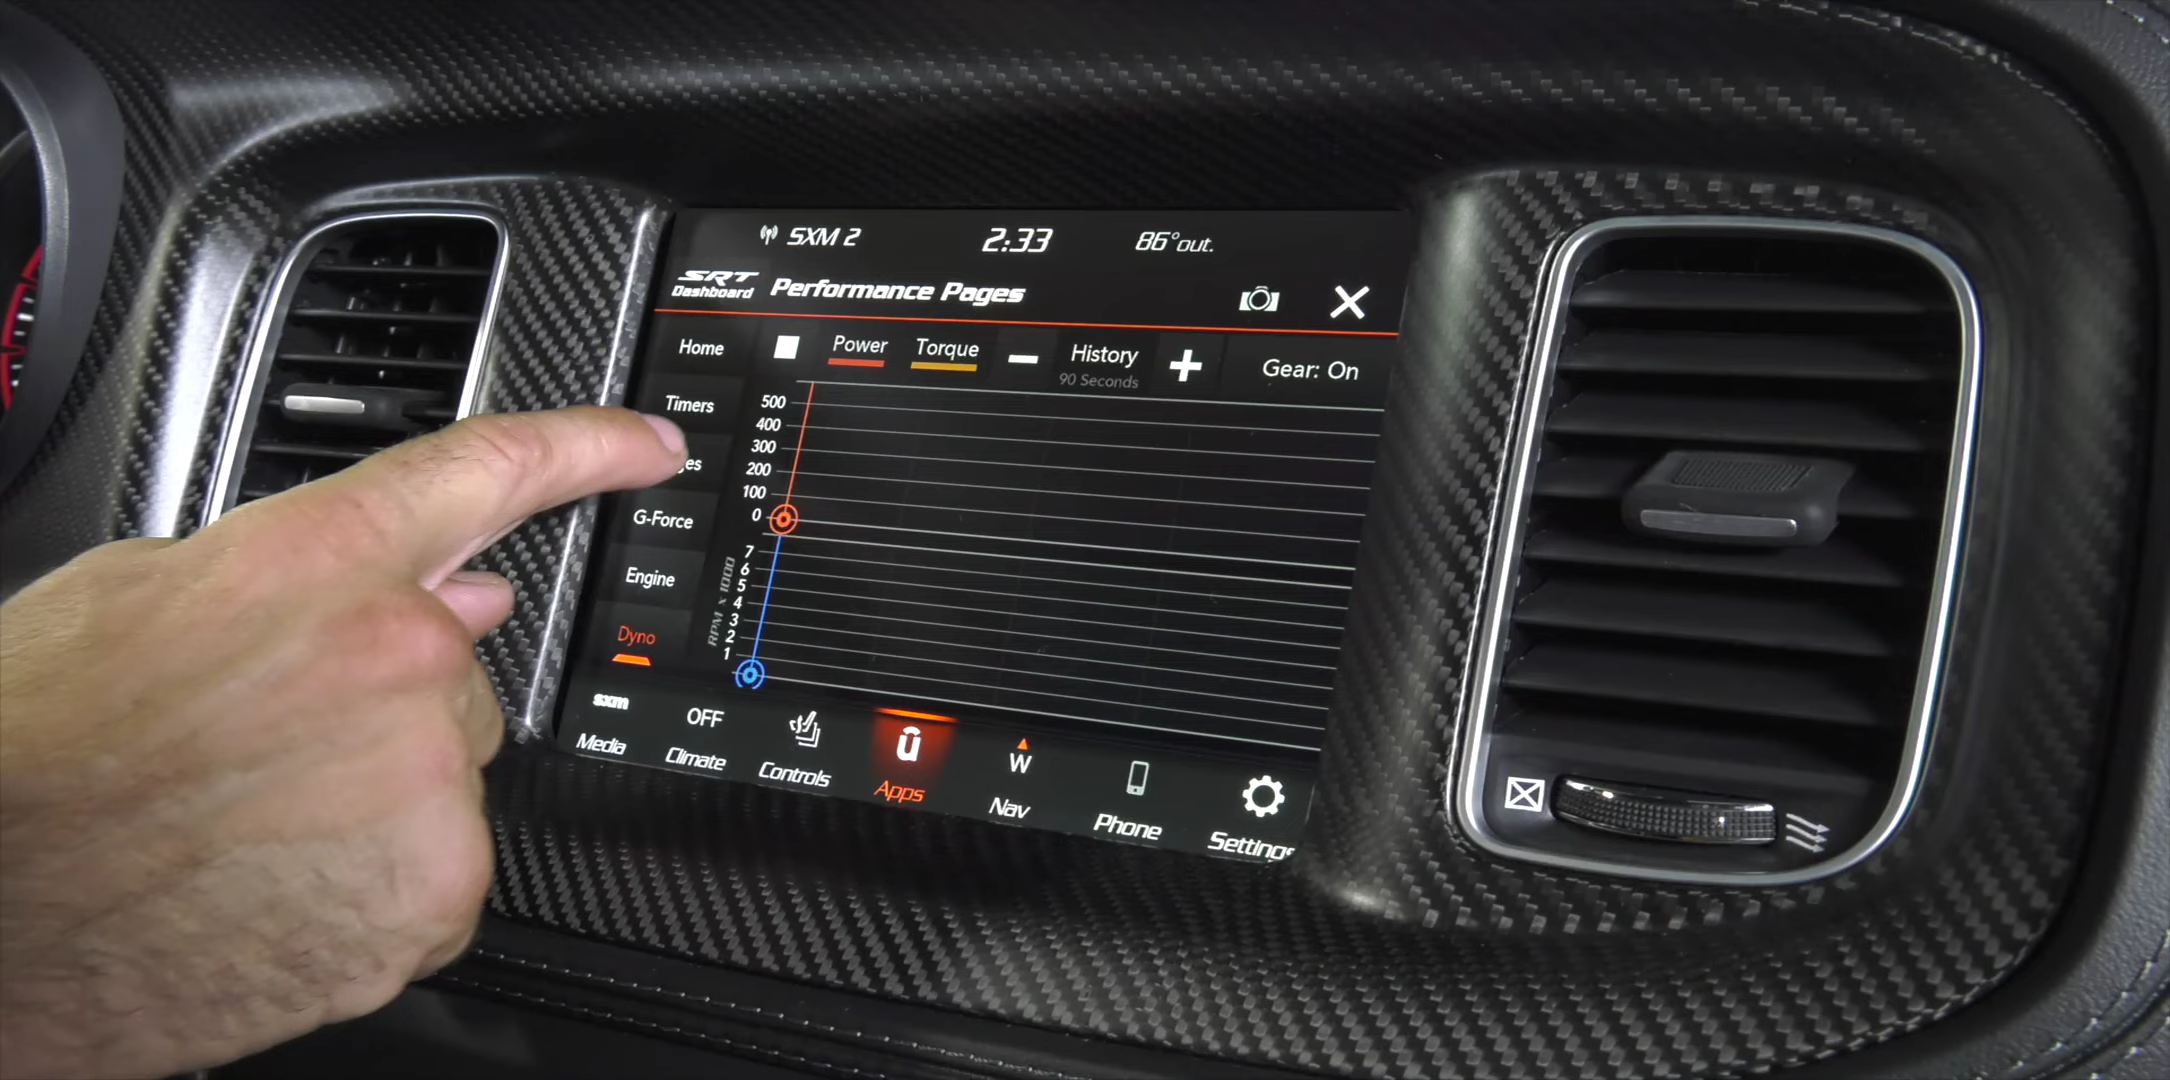 SXM 2 2:33 86°out.
SRT Dashboard Performance Pages
Home
Power Torque History 90 Seconds Gear: On
Timers
G-Force
Engine
Dyno
500
400
300
200
100
0
RPM x 1000
7
6
5
4
3
2
1
sxm Media
OFF Climate
Controls
û Apps
W Nav
Phone
Settings